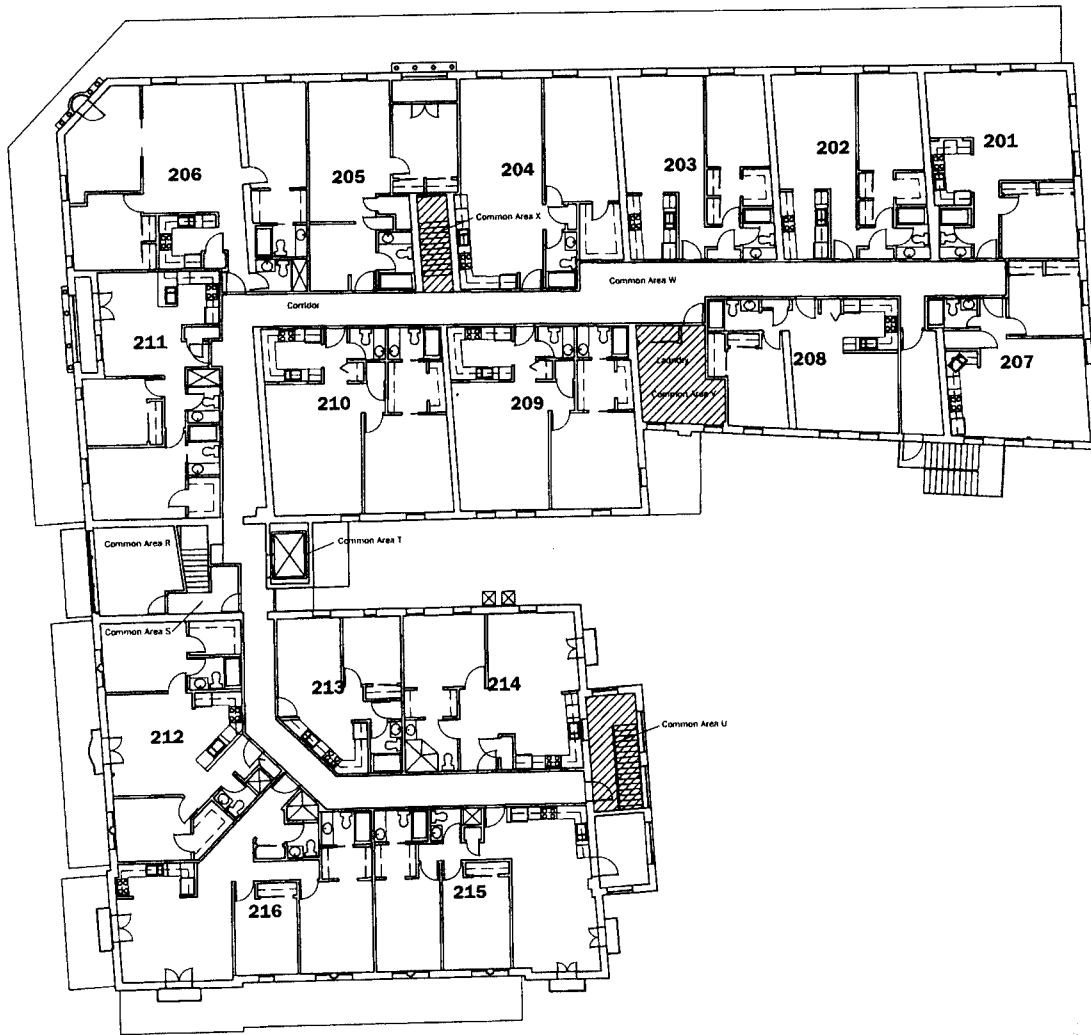 203
202
201
204
205
206
Common Area X
Common Area W
Corridor
211
208
207
Laundry
Common Area V
210
209
Common Area R
Common Area T
Common Area S
213
214
212
Common Area U
215
216